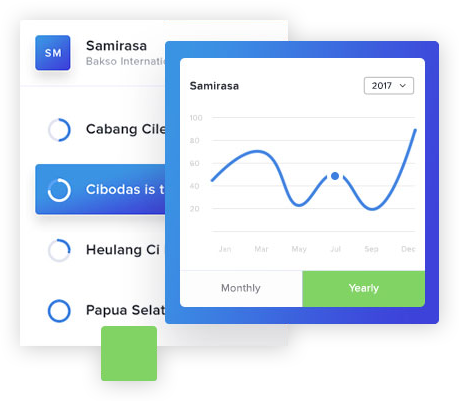 SM
Samirasa
Bakso Internatio
Cabang Cile
Cibodas is t
Heulang Ci
Papua Selat
Samirasa
2017
100
80
60
40
20
Jan Mar May Jul Sep Dec
Monthly Yearly